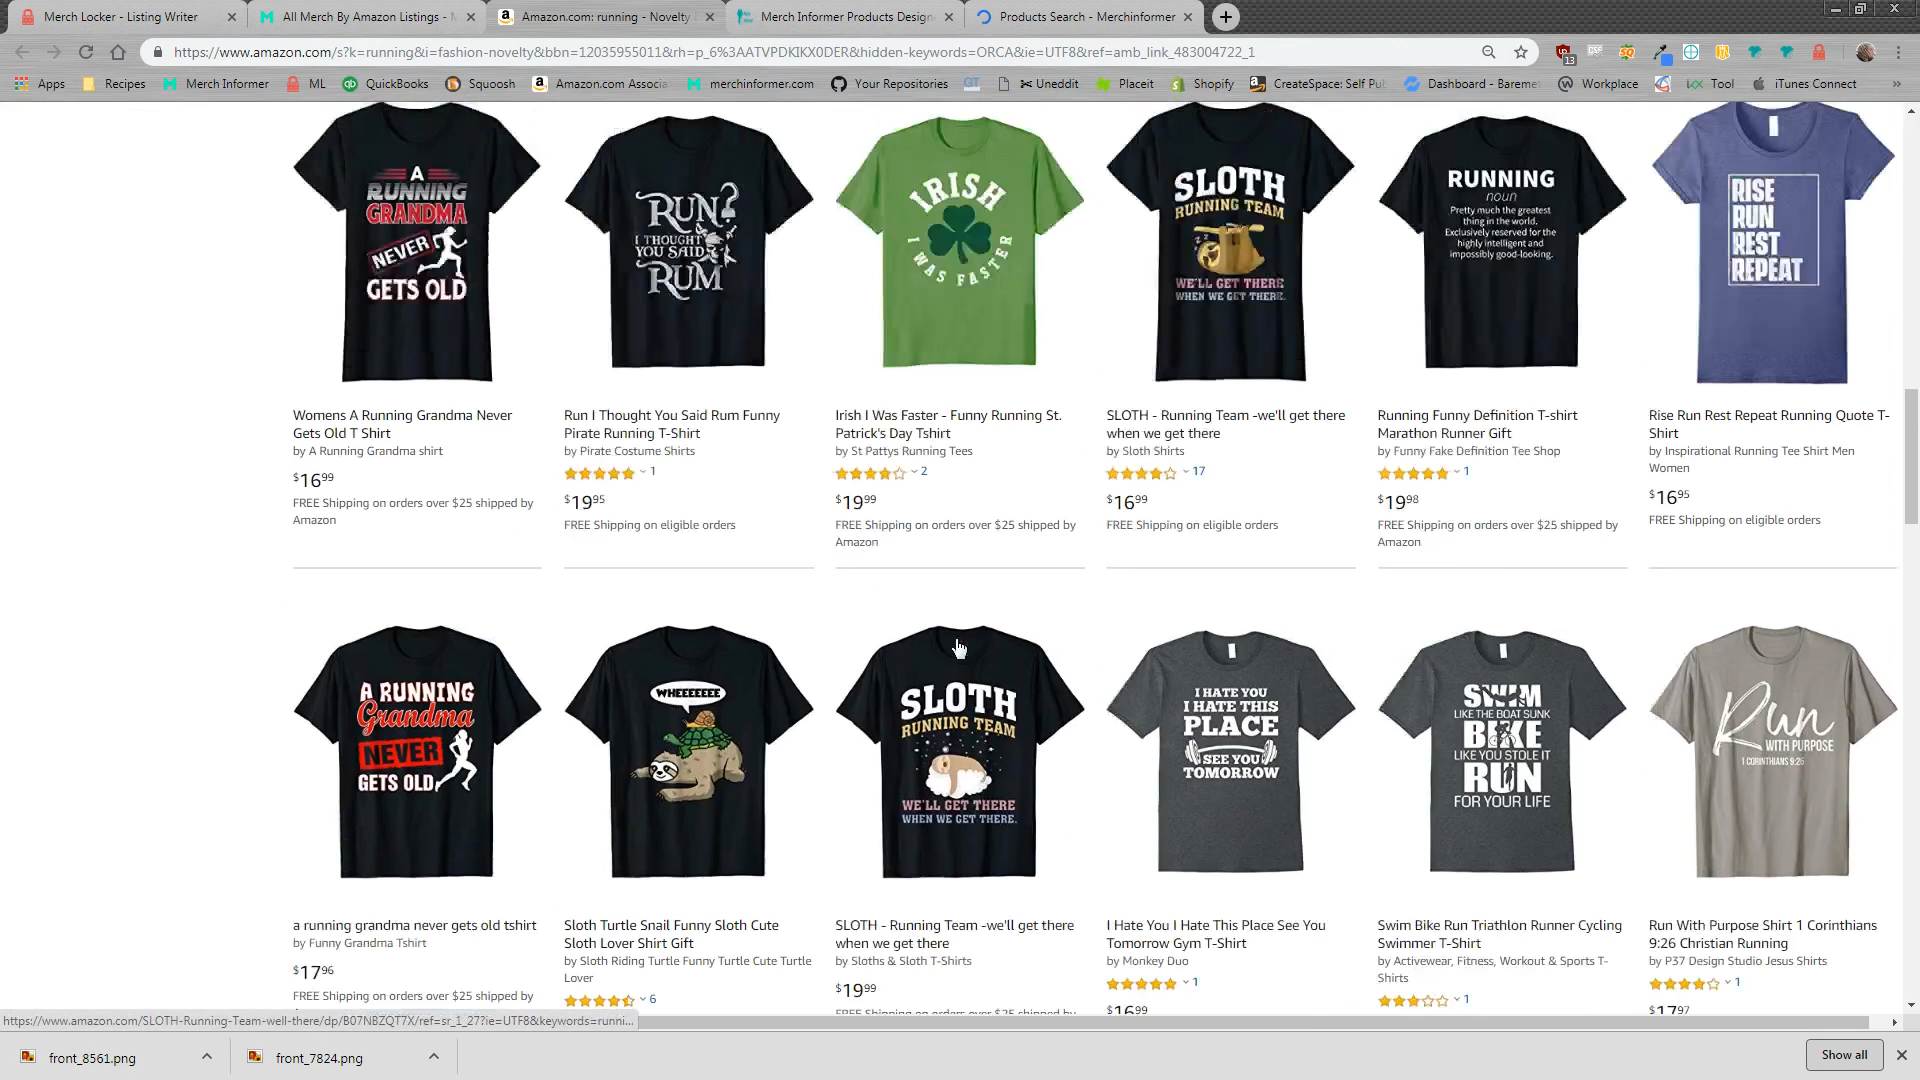 Merch Locker - Listing Writer
All Merch By Amazon Listings -
Amazon.com: running - Novelty
Merch Informer Products Design
Products Search - Merchinformer
https://www.amazon.com/s?k=running&i=fashion-novelty&bbn=12035955011&rh=p_6%3AATVPDKIKX0DER&hidden-keywords=ORCA&ie=UTF8&ref=amb_link_483004722_1
13
Apps
Recipes
Merch Informer
ML
QuickBooks
Squoosh
Amazon.com Associa
merchinformer.com
Your Repositories
GT
Uneddit
Placeit
Shopify
CreateSpace: Self Pu
Dashboard - Bareme
Workplace
Tool
iTunes Connect
»
A
RUNNING
GRANDMA
NEVER
GETS OLD
RUN?
I THOUGHT
YOU SAID
RUM
IRISH
I WAS FASTER
SLOTH
RUNNING TEAM
WE'LL GET THERE
WHEN WE GET THERE.
RUNNING
noun
Pretty much the greatest
thing in the world.
Exclusively reserved for the
highly intelligent and
impossibly good-looking.
RISE
RUN
REST
REPEAT
Womens A Running Grandma Never
Gets Old T Shirt
by A Running Grandma shirt
$16.99
FREE Shipping on orders over $25 shipped by
Amazon
Run I Thought You Said Rum Funny
Pirate Running T-Shirt
by Pirate Costume Shirts
1
$19.95
FREE Shipping on eligible orders
Irish I Was Faster - Funny Running St.
Patrick's Day Tshirt
by St Pattys Running Tees
2
$19.99
FREE Shipping on orders over $25 shipped by
Amazon
SLOTH - Running Team -we'll get there
when we get there
by Sloth Shirts
17
$16.99
FREE Shipping on eligible orders
Running Funny Definition T-shirt
Marathon Runner Gift
by Funny Fake Definition Tee Shop
1
$19.98
FREE Shipping on orders over $25 shipped by
Amazon
Rise Run Rest Repeat Running Quote T-
Shirt
by Inspirational Running Tee Shirt Men
Women
$16.95
FREE Shipping on eligible orders
A RUNNING
Grandma
NEVER
GETS OLD
WHEEEEEEE
SLOTH
RUNNING TEAM
WE'LL GET THERE
WHEN WE GET THERE.
I HATE YOU
I HATE THIS
PLACE
SEE YOU
TOMORROW
SWIM
LIKE THE BOAT SUNK
BIKE
LIKE YOU STOLE IT
RUN
FOR YOUR LIFE
Run
WITH PURPOSE
1 CORINTHIANS 9:26
a running grandma never gets old tshirt
by Funny Grandma Tshirt
$17.96
FREE Shipping on orders over $25 shipped by
Sloth Turtle Snail Funny Sloth Cute
Sloth Lover Shirt Gift
by Sloth Riding Turtle Funny Turtle Cute Turtle
Lover
6
SLOTH - Running Team -we'll get there
when we get there
by Sloths & Sloth T-Shirts
$19.99
FREE Shipping on orders over $25 shipped by
I Hate You I Hate This Place See You
Tomorrow Gym T-Shirt
by Monkey Duo
1
$16.99
Swim Bike Run Triathlon Runner Cycling
Swimmer T-Shirt
by Activewear, Fitness, Workout & Sports T-
Shirts
1
Run With Purpose Shirt 1 Corinthians
9:26 Christian Running
by P37 Design Studio Jesus Shirts
1
$17.97
https://www.amazon.com/SLOTH-Running-Team-well-there/dp/B07NBZQT7X/ref=sr_1_27?ie=UTF8&keywords=runni...
front_8561.png
front_7824.png
Show all